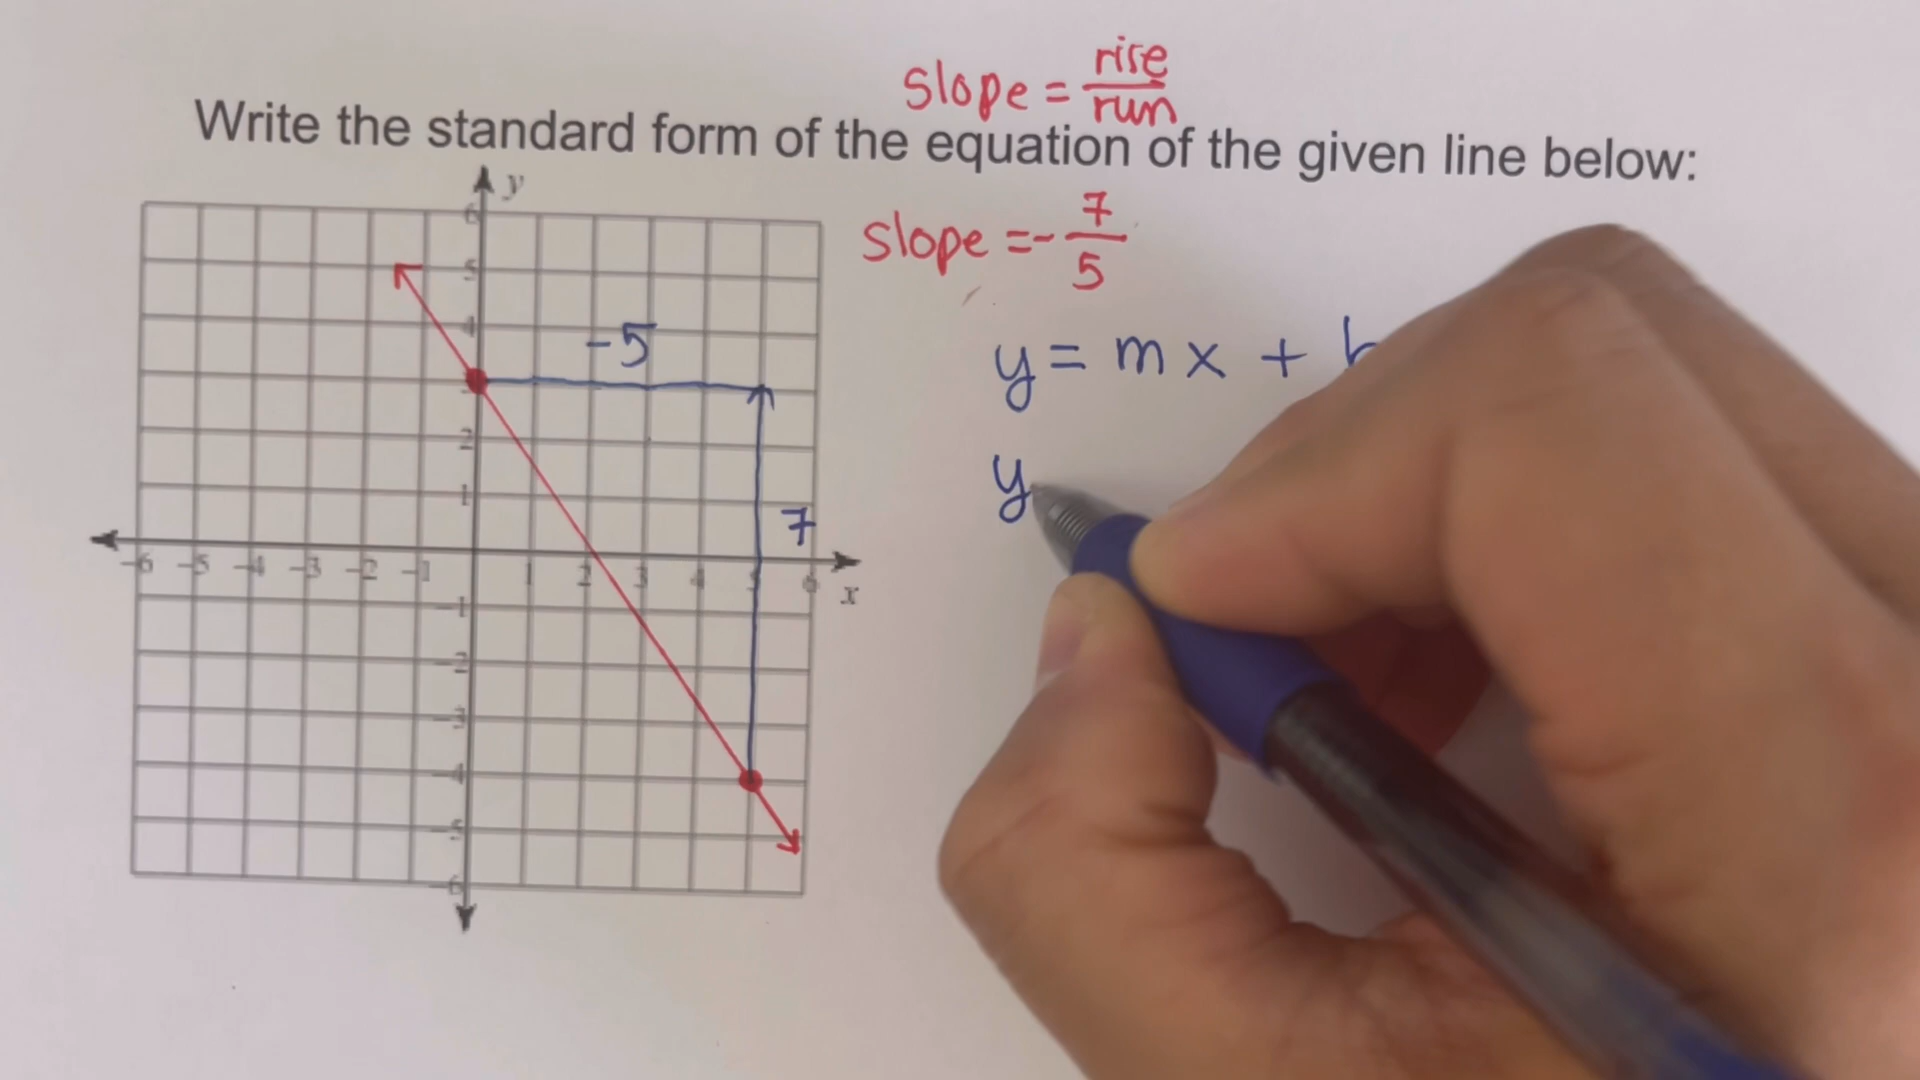 slope = rise/run
Write the standard form of the equation of the given line below:
y
slope = - 7/5
6
5
4
-5
y = mx +
2
1
y
7
-6 -5 -4 -3 -2 -1 1 2 3 4 6
x
-1
-2
-3
-4
-5
-6